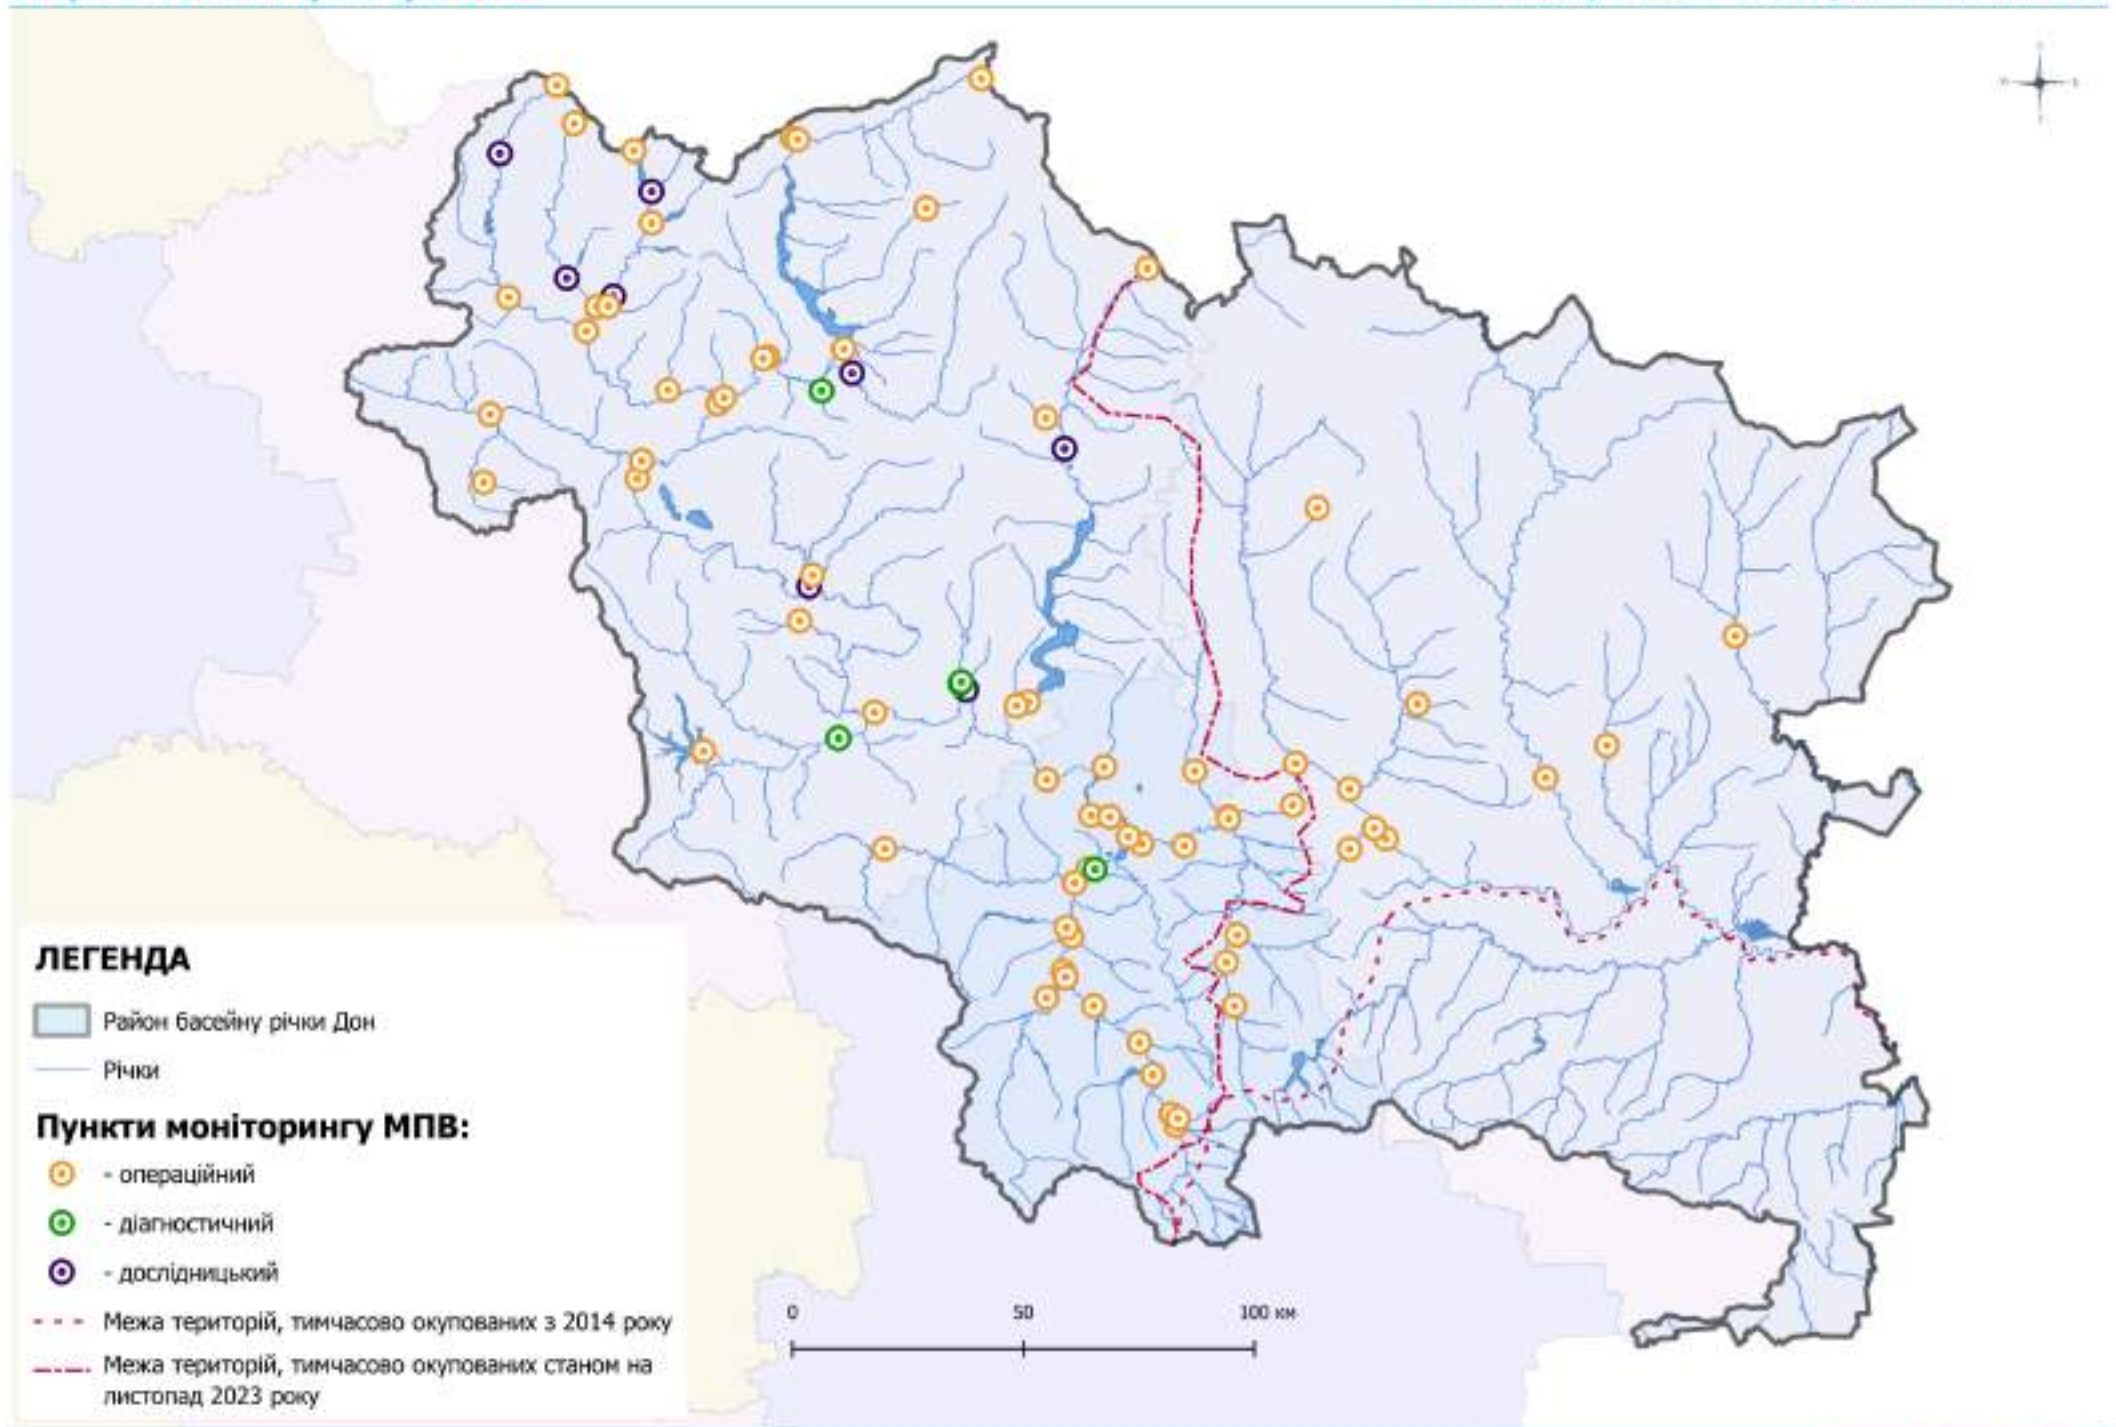 ЛЕГЕНДА
Район басейну річки Дон
Річки
Пункти моніторингу МПВ:
- операційний
- діагностичний
- дослідницький
Межа територій, тимчасово окупованих з 2014 року
Межа територій, тимчасово окупованих станом на
листопад 2023 року
0 50 100 км